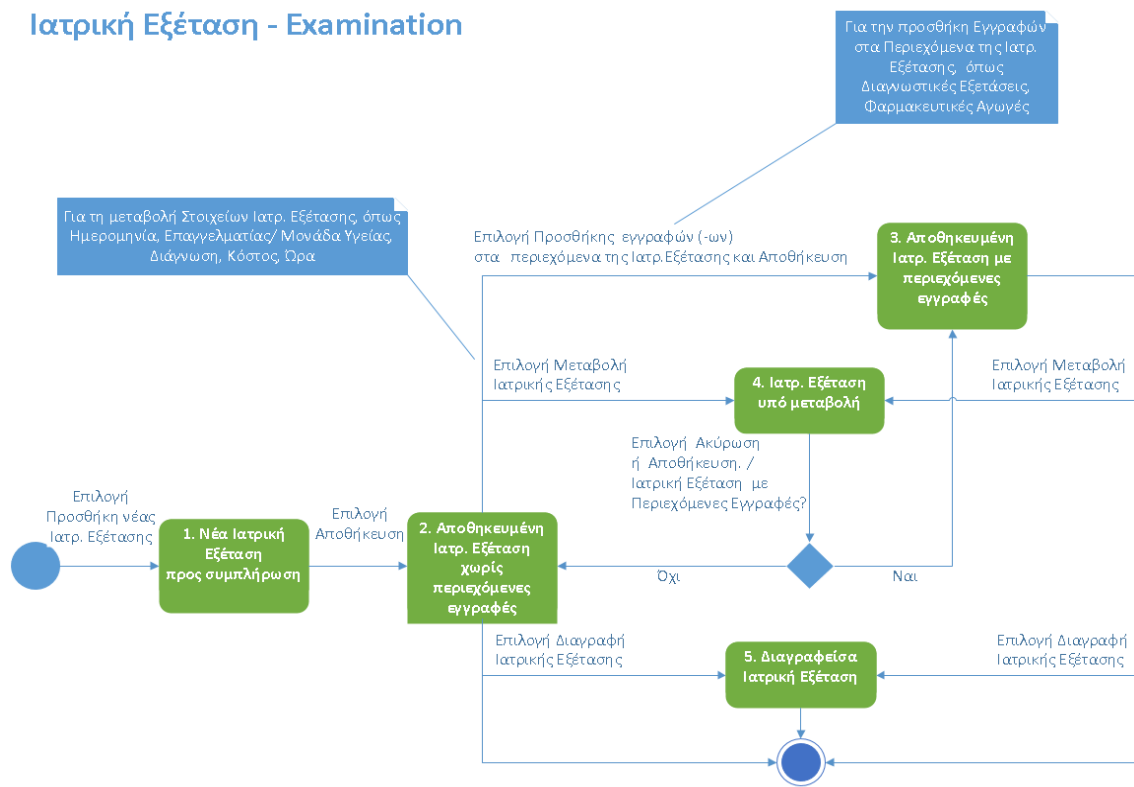 Ιατρική Εξέταση - Examination
Για την προσθήκη Εγγραφών
στα Περιεχόμενα της Ιατρ.
Εξέτασης, όπως
Διαγνωστικές Εξετάσεις,
Φαρμακευτικές Αγωγές
Για τη μεταβολή Στοιχείων Ιατρ. Εξέτασης, όπως
Ημερομηνία, Επαγγελματίας/ Μονάδα Υγείας,
Διάγνωση, Κόστος, Ώρα
Επιλογή Προσθήκης εγγραφών (-ων)
στα περιεχόμενα της Ιατρ.Εξέτασης και Αποθήκευση
3. Αποθηκευμένη
Ιατρ. Εξέταση με
περιεχόμενες
εγγραφές
Επιλογή Μεταβολή
Ιατρικής Εξέτασης
4. Ιατρ. Εξέταση
υπό μεταβολή
Επιλογή Μεταβολή
Ιατρικής Εξέτασης
Επιλογή Ακύρωση
ή Αποθήκευση. /
Ιατρική Εξέταση με
Περιεχόμενες Εγγραφές?
Επιλογή
Προσθήκη νέας
Ιατρ. Εξέτασης
1. Νέα Ιατρική
Εξέταση
προς συμπλήρωση
Επιλογή
Αποθήκευση
2. Αποθηκευμένη
Ιατρ. Εξέταση
χωρίς
περιεχόμενες
εγγραφές
Όχι
Ναι
Επιλογή Διαγραφή
Ιατρικής Εξέτασης
5. Διαγραφείσα
Ιατρική Εξέταση
Επιλογή Διαγραφή
Ιατρικής Εξέτασης